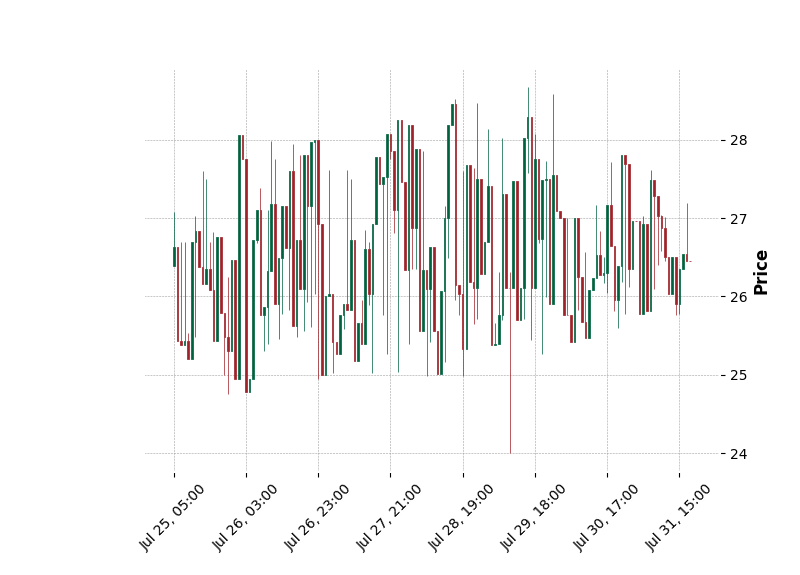 28
27
26
25
24
Price
Jul 25, 05:00
Jul 26, 03:00
Jul 26, 23:00
Jul 27, 21:00
Jul 28, 19:00
Jul 29, 18:00
Jul 30, 17:00
Jul 31, 15:00